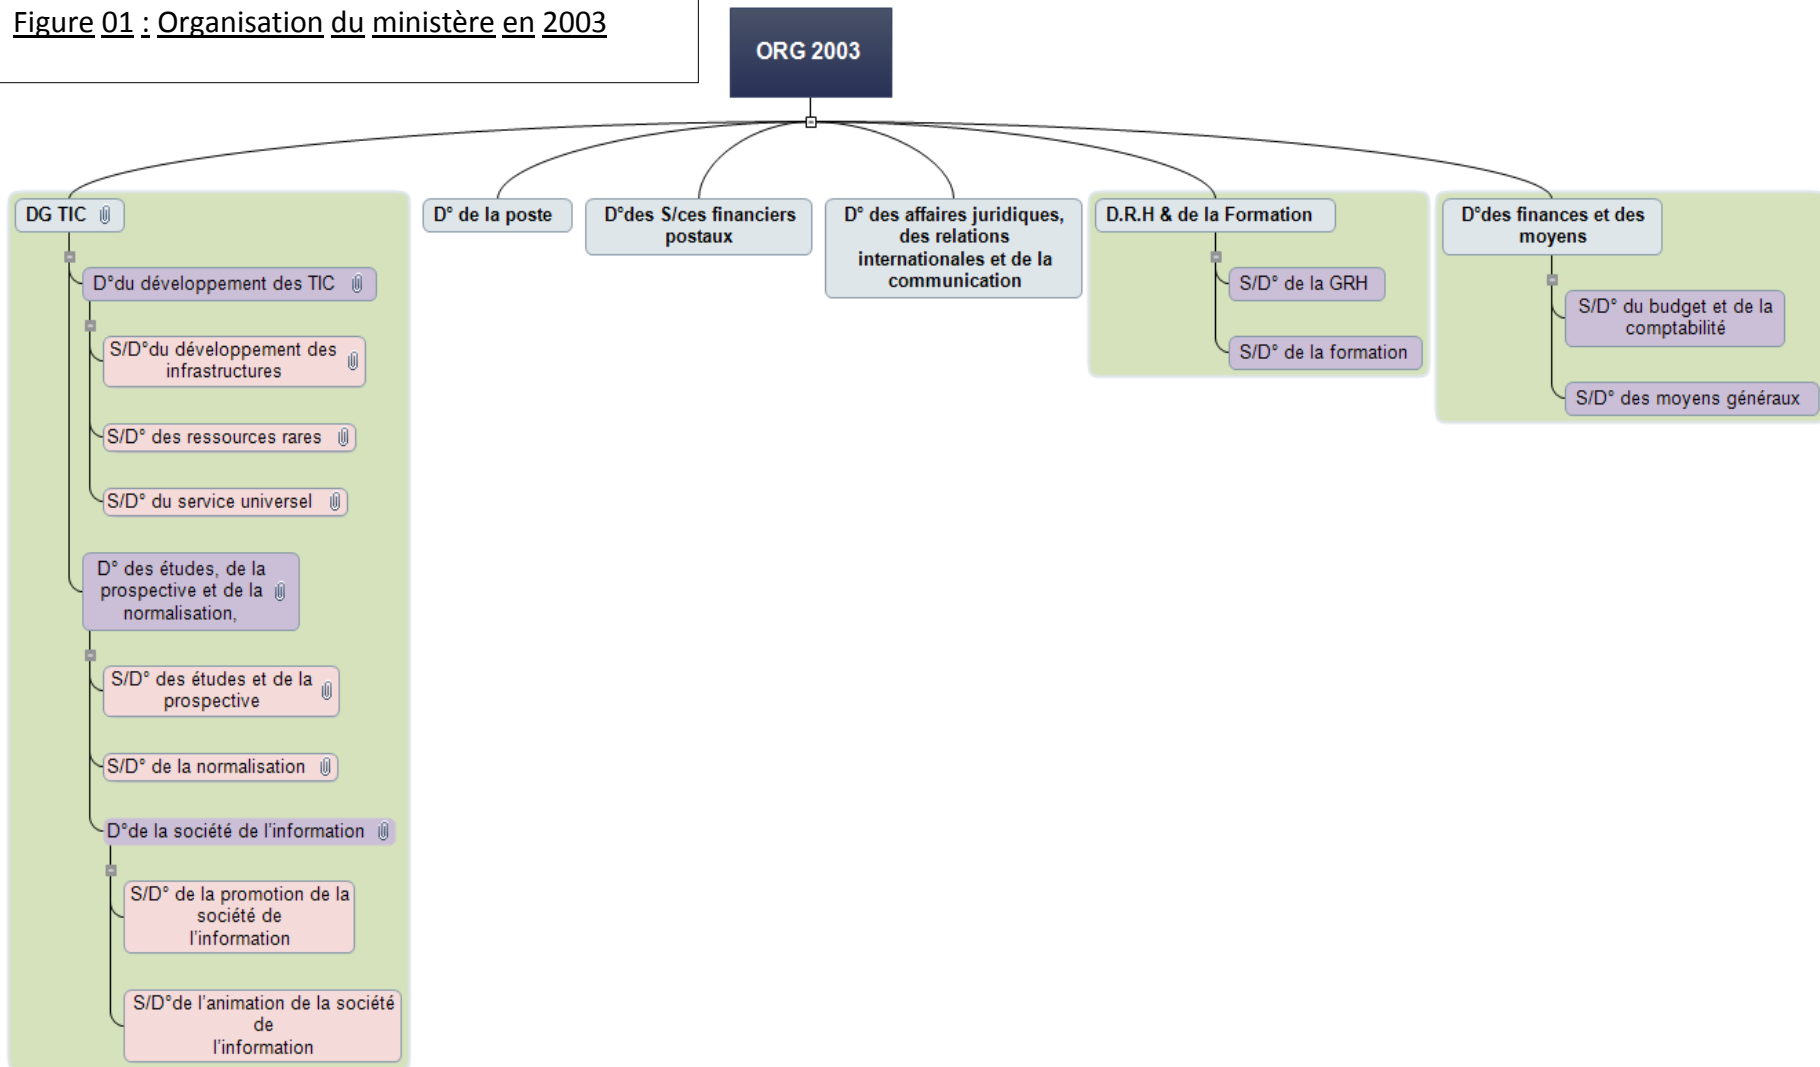 Figure 01 : Organisation du ministère en 2003
ORG 2003
DG TIC
D°du développement des TIC
S/D°du développement des
infrastructures
S/D° des ressources rares
S/D° du service universel
D° des études, de la
prospective et de la
normalisation,
S/D° des études et de la
prospective
S/D° de la normalisation
D°de la société de l'information
S/D° de la promotion de la
société de
l'information
S/D°de l'animation de la société
de
l'information
D° de la poste
D°des S/ces financiers
postaux
D° des affaires juridiques,
des relations
internationales et de la
communication
D.R.H & de la Formation
S/D° de la GRH
S/D° de la formation
D°des finances et des
moyens
S/D° du budget et de la
comptabilité
S/D° des moyens généraux